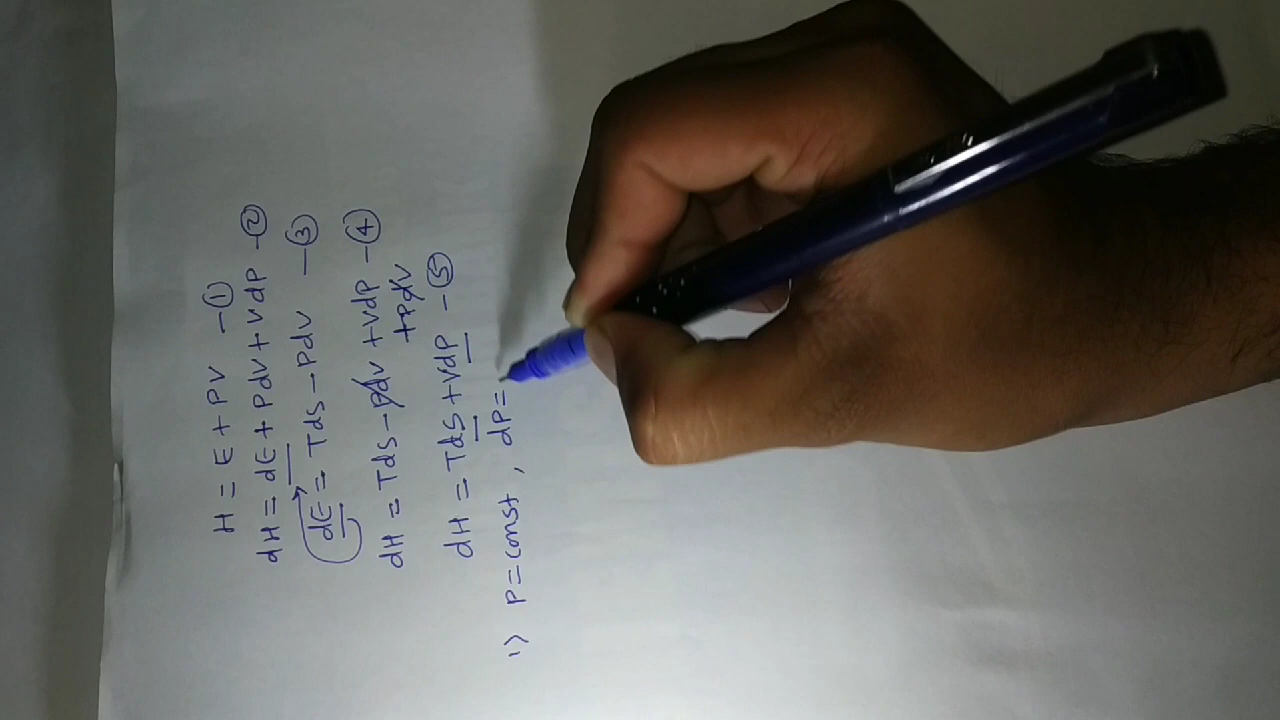 H = E + PV - ①
dH = dE + Pdv + vdP - ②
dE = Tds - Pdv - ③
dH = Tds - Pdv + vdP - ④
+ Pdv
dH = Tds + vdP - ⑤
1) P = const , dP =